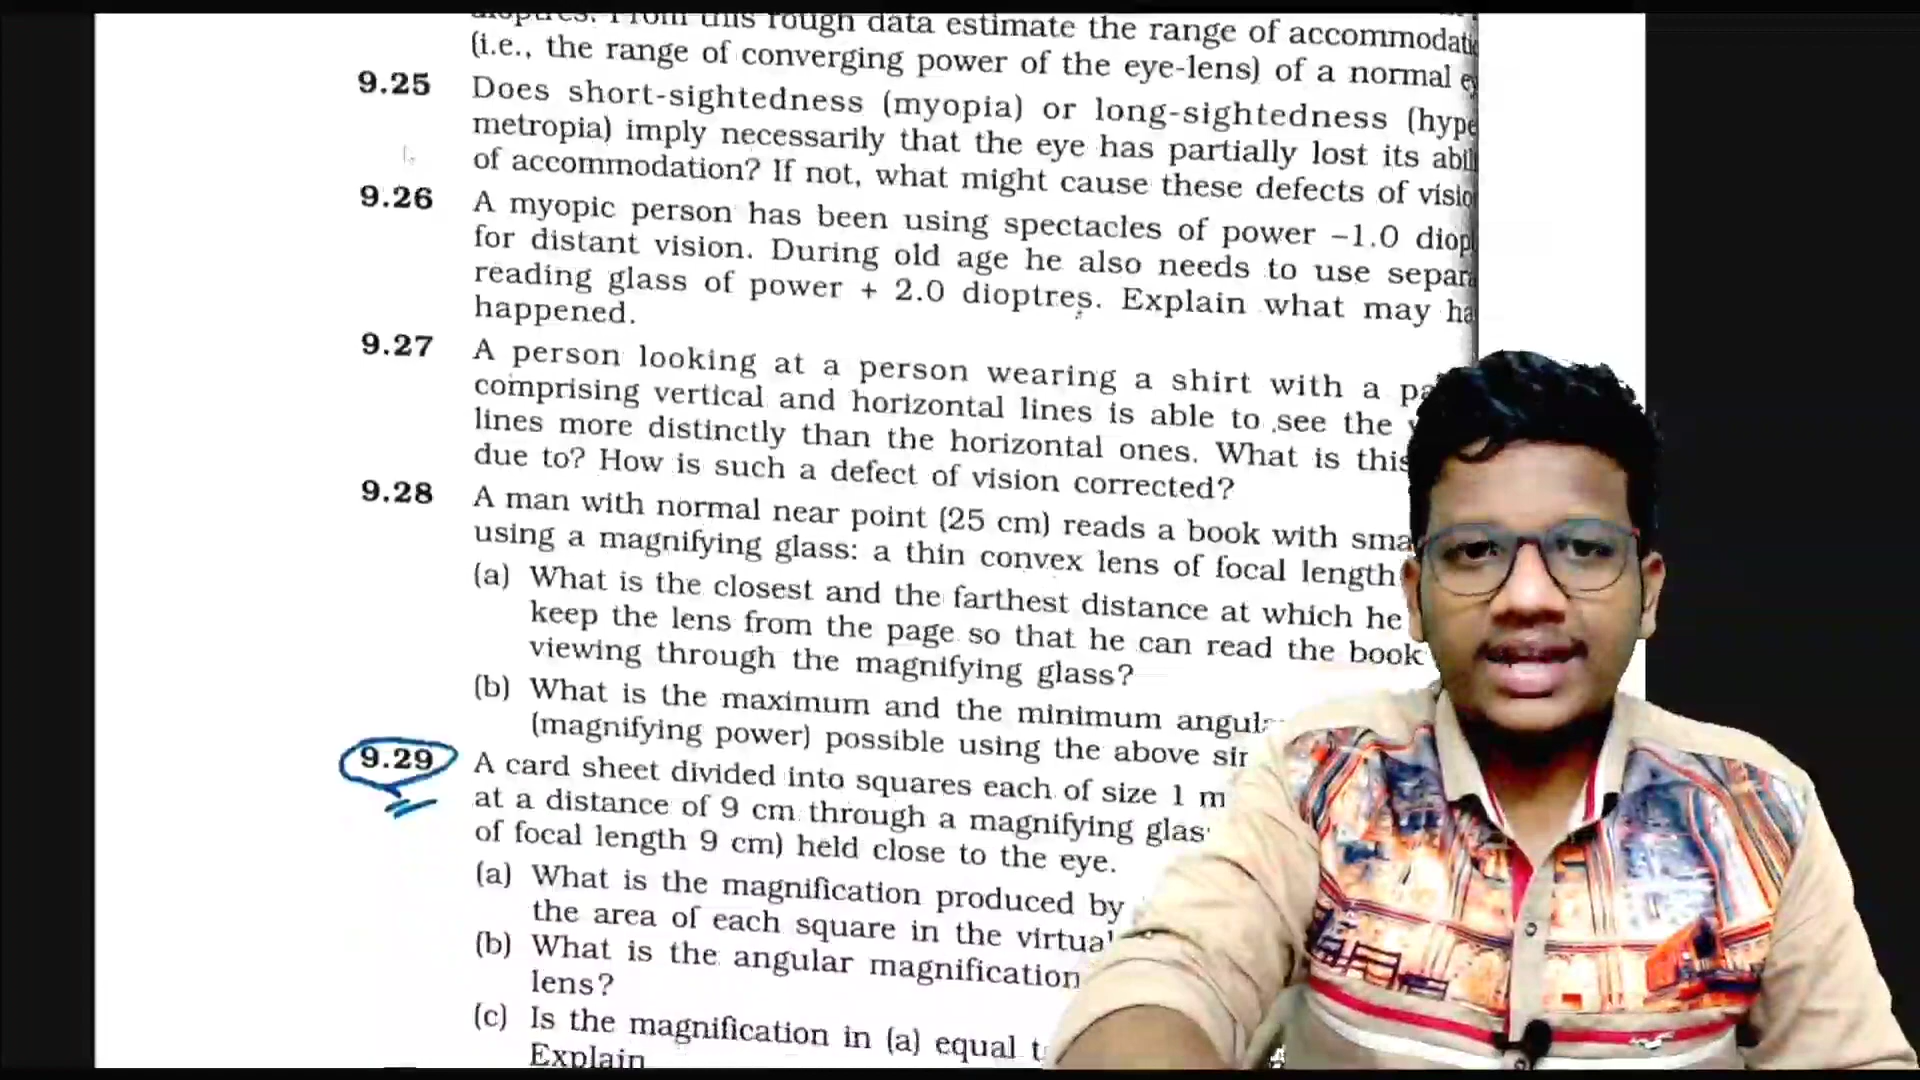 dioptres. From this rough data estimate the range of
(i.e., the range of converging power of the eye-lens) of a normal
9.25 Does short-sightedness (myopia) or long-sightedness
metropia) imply necessarily that the eye has partially lost its
of accommodation? If not, what might cause these defects of
9.26 A myopic person has been using spectacles of power –1.0
for distant vision. During old age he also needs to use
reading glass of power + 2.0 dioptres. Explain what may
happened.
9.27 A person looking at a person wearing a shirt with a
comprising vertical and horizontal lines is able to see the
lines more distinctly than the horizontal ones. What is this
due to? How is such a defect of vision corrected?
9.28 A man with normal near point (25 cm) reads a book with
using a magnifying glass: a thin convex lens of focal length
(a) What is the closest and the farthest distance at which he
keep the lens from the page so that he can read the book
viewing through the magnifying glass?
(b) What is the maximum and the minimum
(magnifying power) possible using the above
9.29 A card sheet divided into squares each of size 1
at a distance of 9 cm through a magnifying
of focal length 9 cm) held close to the eye.
(a) What is the magnification produced by
the area of each square in the
(b) What is the angular magnification
lens?
(c) Is the magnification in (a) equal
Explain